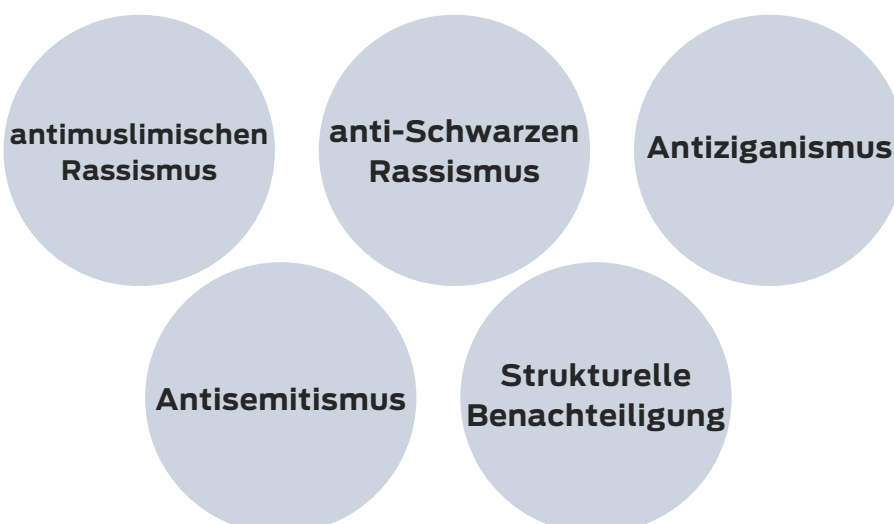 antimuslimischen
Rassismus
anti-Schwarzen
Rassismus
Antiziganismus
Antisemitismus
Strukturelle
Benachteiligung